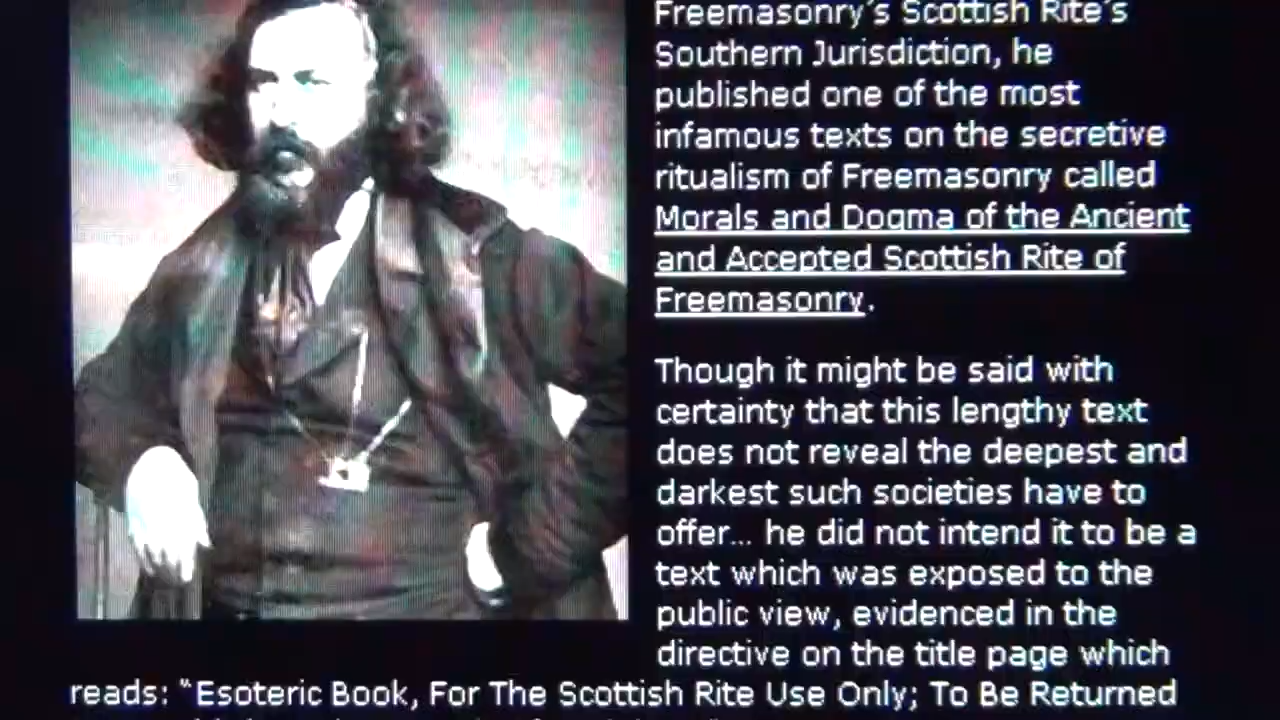 Freemasonry's Scottish Rite's
Southern Jurisdiction, he
published one of the most
infamous texts on the secretive
ritualism of Freemasonry called
Morals and Dogma of the Ancient
and Accepted Scottish Rite of
Freemasonry.
Though it might be said with
certainty that this lengthy text
does not reveal the deepest and
darkest such societies have to
offer... he did not intend it to be a
text which was exposed to the
public view, evidenced in the
directive on the title page which
reads: "Esoteric Book, For The Scottish Rite Use Only; To Be Returned